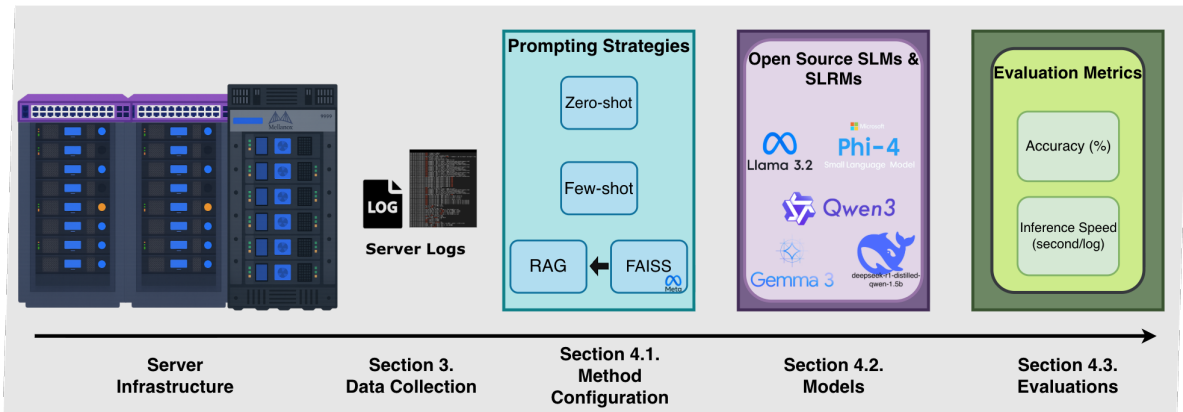 Prompting Strategies
Zero-shot
Few-shot
RAG
FAISS
Meta
Open Source SLMs &
SLRMs
Llama 3.2
Microsoft
Phi-4
Small Language Model
Qwen3
Gemma 3
deepseek-r1-distilled-
qwen-1.5b
Evaluation Metrics
Accuracy (%)
Inference Speed
(second/log)
LOG
Server Logs
Server
Infrastructure
Section 3.
Data Collection
Section 4.1.
Method
Configuration
Section 4.2.
Models
Section 4.3.
Evaluations